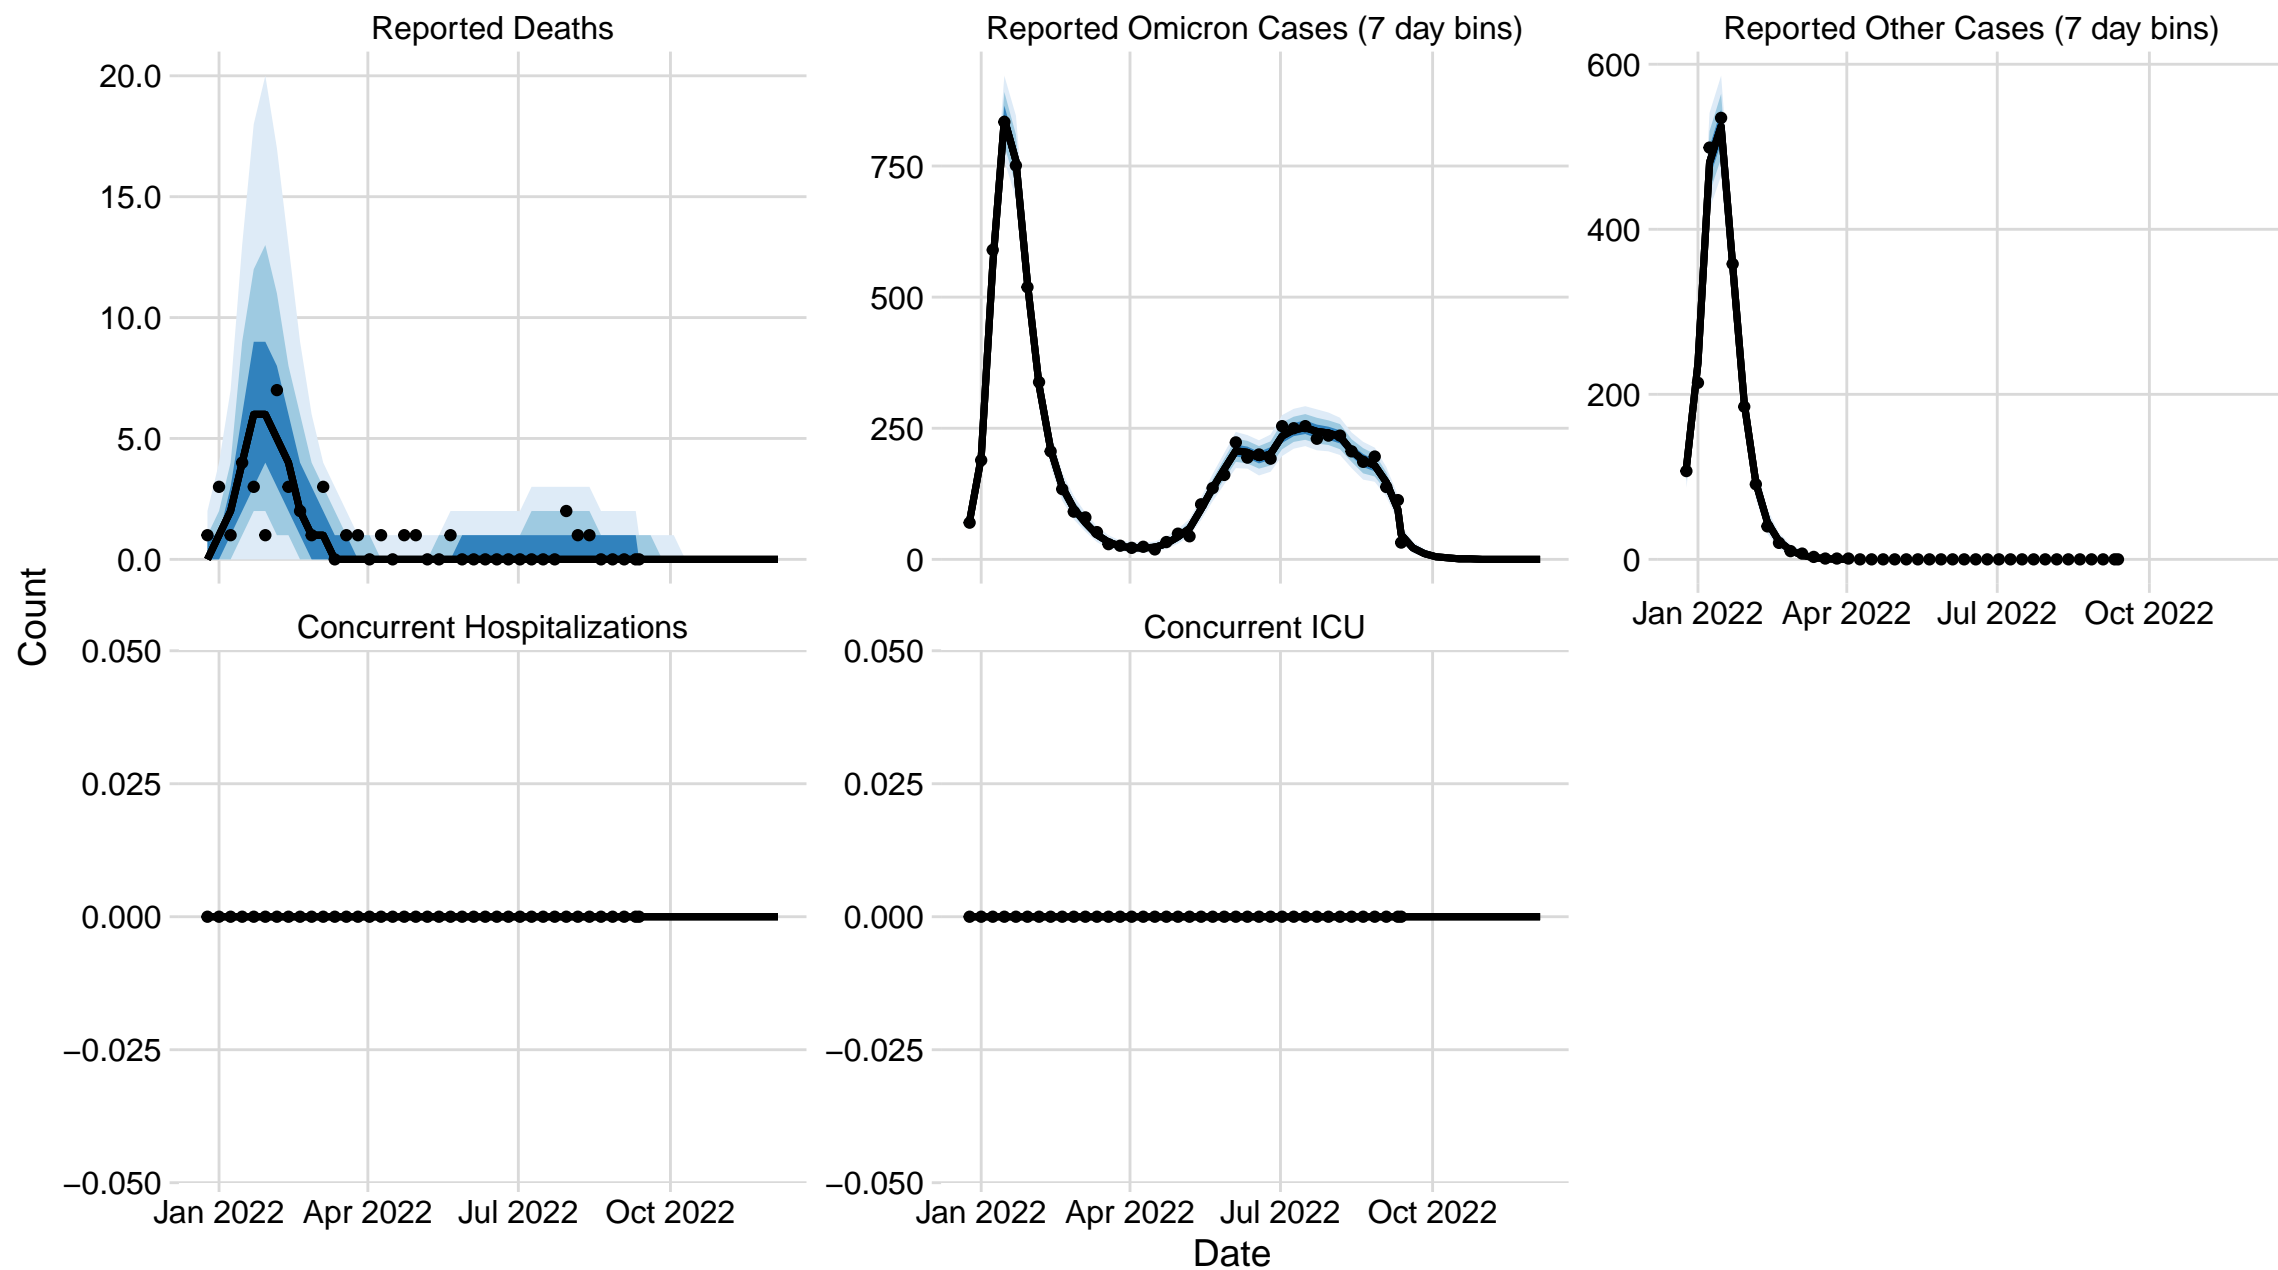 Reported Deaths
Reported Omicron Cases (7 day bins)
Reported Other Cases (7 day bins)
20.0
15.0
10.0
5.0
0.0
750
500
250
0
600
400
200
0
Jan 2022 Apr 2022 Jul 2022 Oct 2022
Count
Concurrent Hospitalizations
Concurrent ICU
0.050
0.025
0.000
−0.025
−0.050
0.050
0.025
0.000
−0.025
−0.050
Jan 2022 Apr 2022 Jul 2022 Oct 2022
Jan 2022 Apr 2022 Jul 2022 Oct 2022
Date